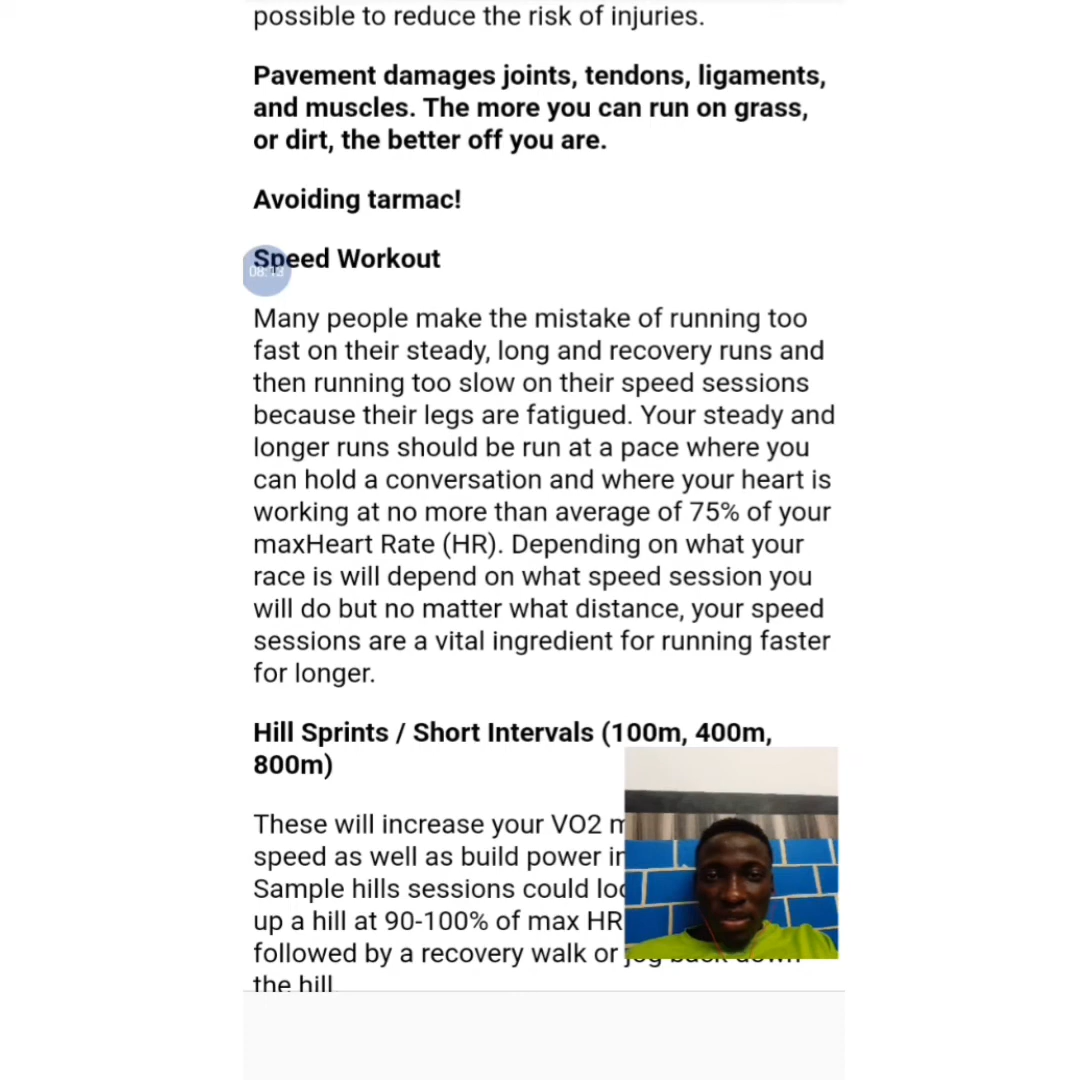 possible to reduce the risk of injuries.
Pavement damages joints, tendons, ligaments,
and muscles. The more you can run on grass,
or dirt, the better off you are.
Avoiding tarmac!
Speed Workout
08:13
Many people make the mistake of running too
fast on their steady, long and recovery runs and
then running too slow on their speed sessions
because their legs are fatigued. Your steady and
longer runs should be run at a pace where you
can hold a conversation and where your heart is
working at no more than average of 75% of your
maxHeart Rate (HR). Depending on what your
race is will depend on what speed session you
will do but no matter what distance, your speed
sessions are a vital ingredient for running faster
for longer.
Hill Sprints / Short Intervals (100m, 400m,
800m)
These will increase your VO2
speed as well as build power
Sample hills sessions could
up a hill at 90-100% of max HR
followed by a recovery walk or jog back down
the hill.